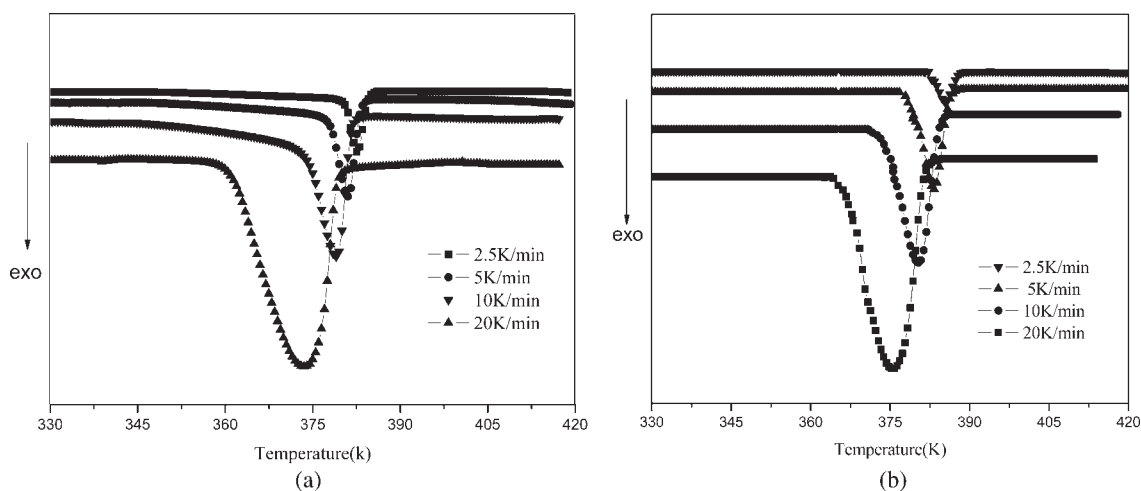 exo
2.5K/min
5K/min
10K/min
20K/min
330 345 360 375 390 405 420
Temperature(k)
(a)
exo
2.5K/min
5K/min
10K/min
20K/min
330 345 360 375 390 405 420
Temperature(K)
(b)